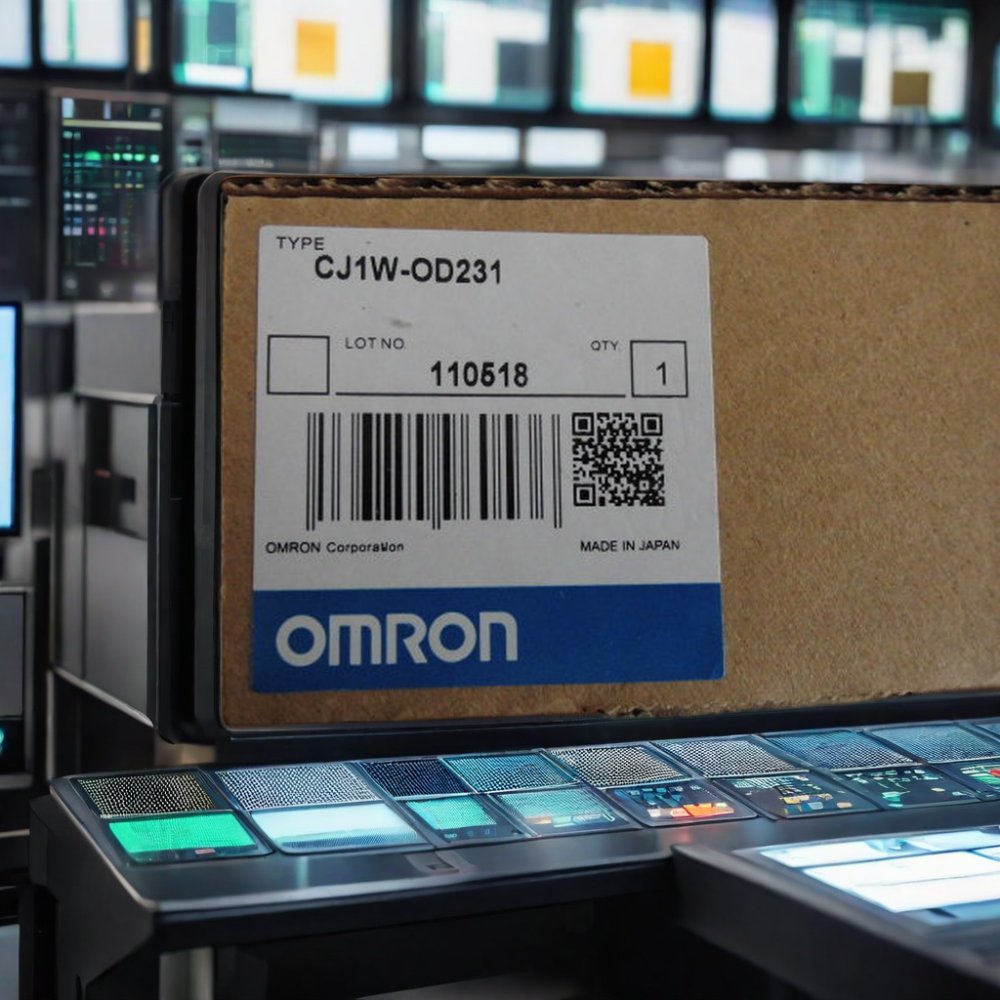 TYPE
CJ1W-OD231
LOT NO.
QTY.
110518
1
OMRON Corporation
MADE IN JAPAN
OMRON